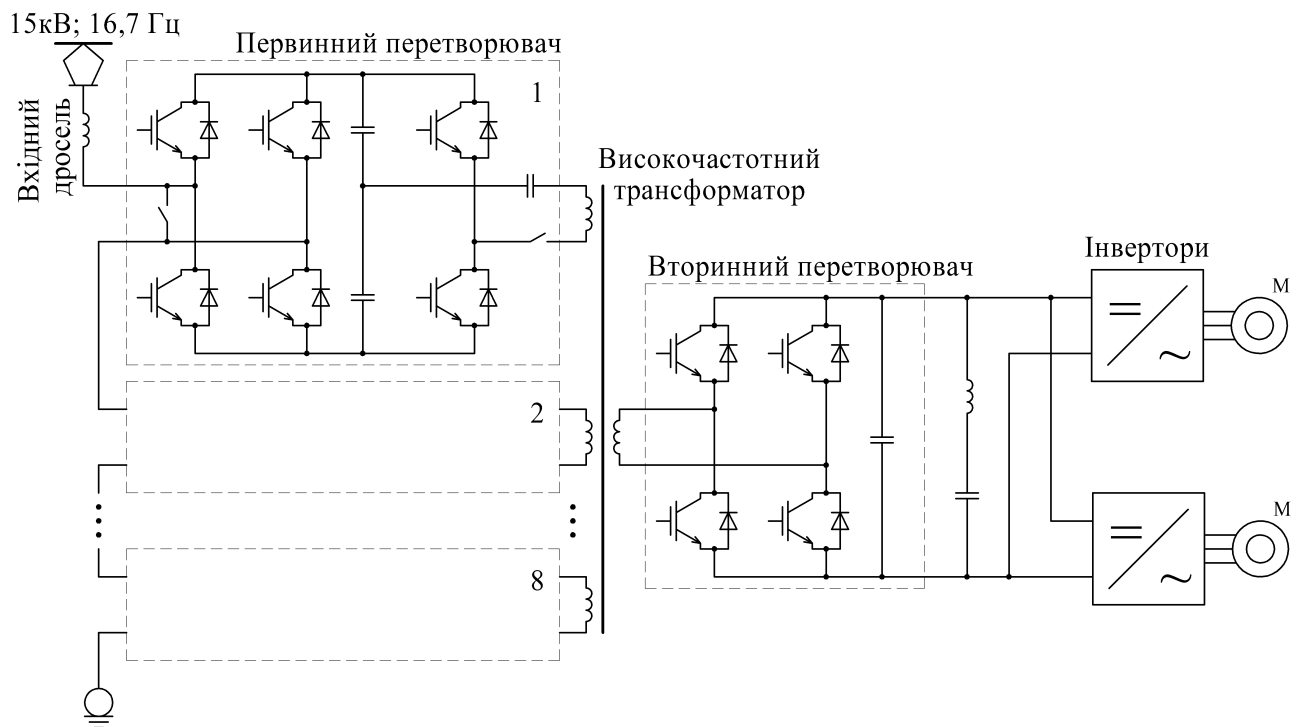 15кВ; 16,7 Гц
Первинний перетворювач
1
Вхідний
дросель
Високочастотний
трансформатор
Вторинний перетворювач
Інвертори
М
2
М
8